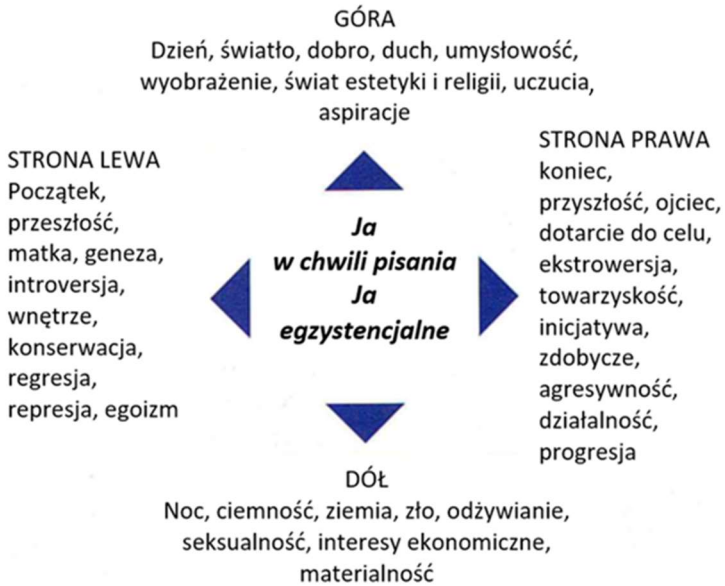 GÓRA
Dzień, światło, dobro, duch, umysłowość,
wyobrażenie, świat estetyki i religii, uczucia,
aspiracje
STRONA LEWA
Początek,
przeszłość,
matka, geneza,
introversja,
wnętrze,
konserwacja,
regresja,
represja, egoizm
Ja
w chwili pisania
Ja
egzystencjalne
STRONA PRAWA
koniec,
przyszłość, ojciec,
dotarcie do celu,
ekstrowersja,
towarzyskość,
inicjatywa,
zdobycze,
agresywność,
działalność,
progresja
DÓŁ
Noc, ciemność, ziemia, zło, odżywianie,
seksualność, interesy ekonomiczne,
materialność